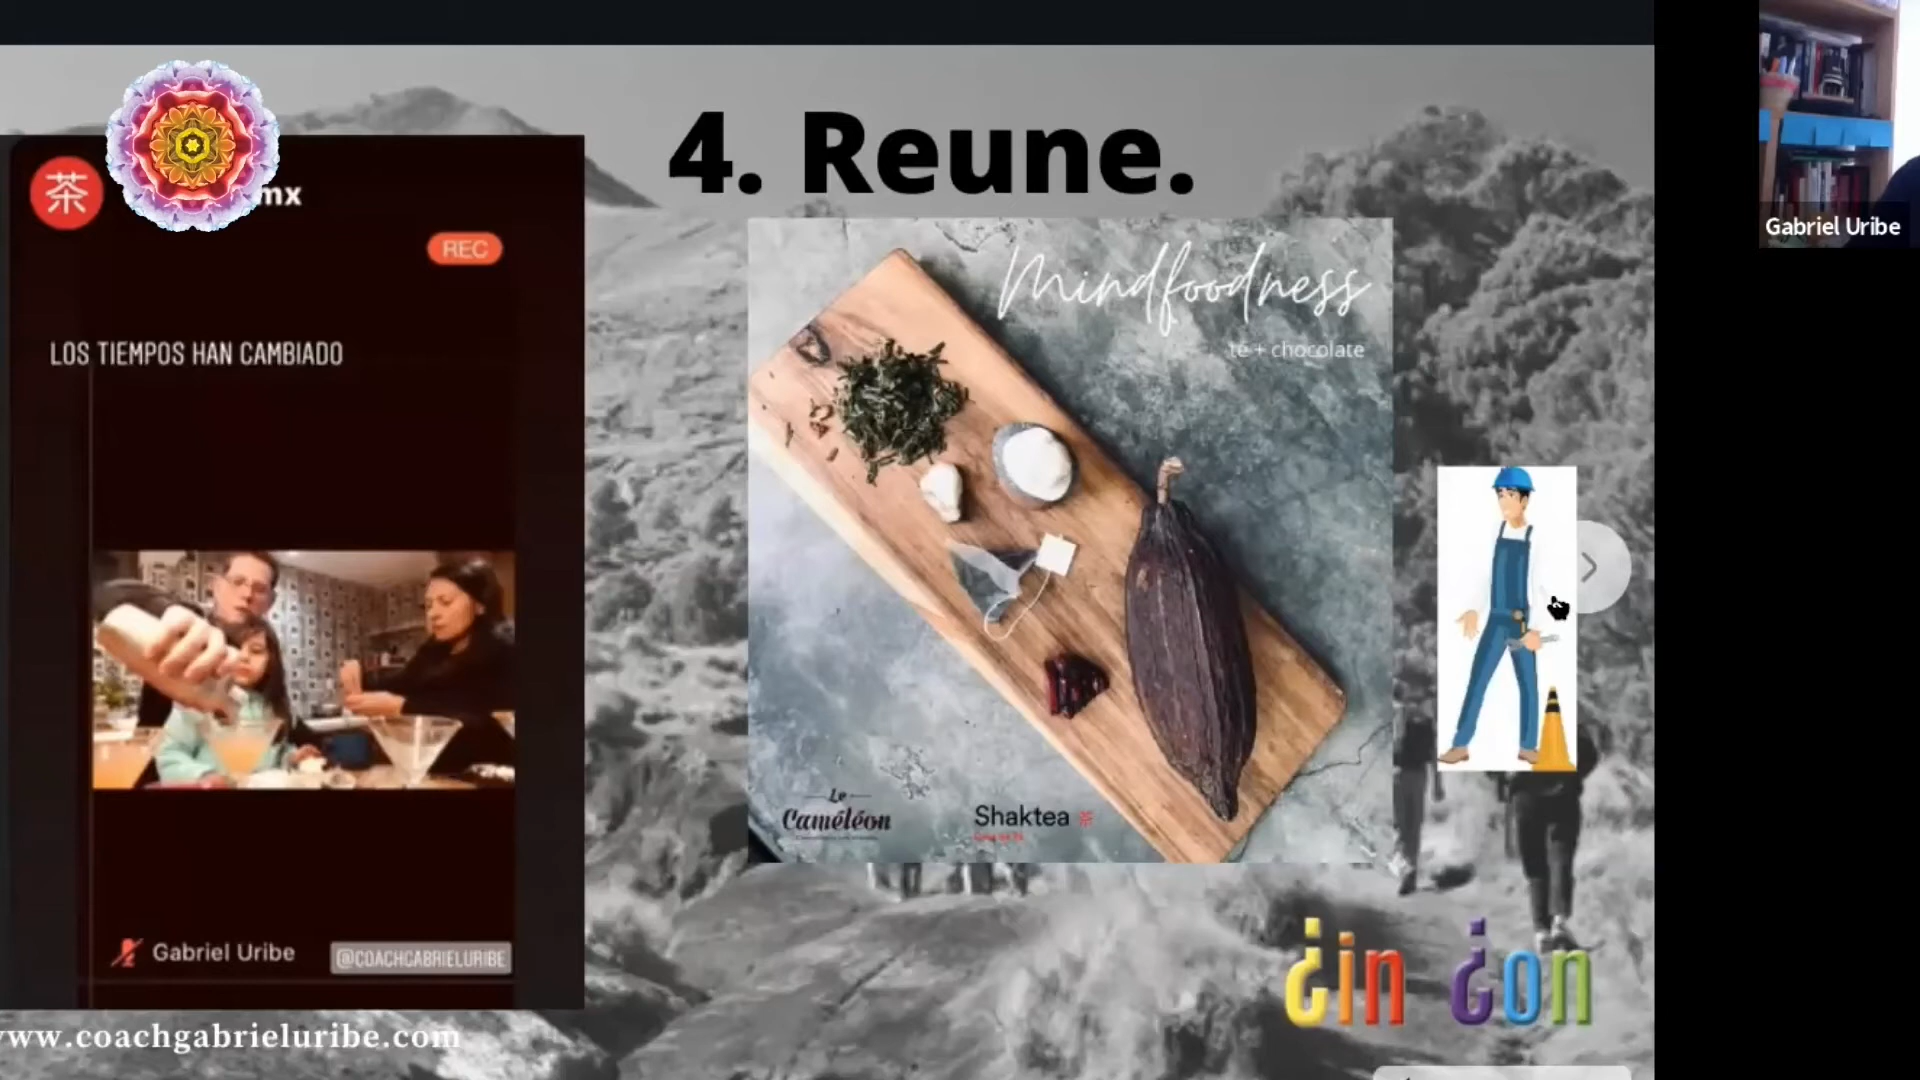 4. Reune.
茶
mx
REC
LOS TIEMPOS HAN CAMBIADO
Gabriel Uribe
@COACHGABRIELURIBE
www.coachgabrieluribe.com
Mindfoodness
té + chocolate
Le
Caméléon
Shaktea 茶
¿in ¿on
Gabriel Uribe